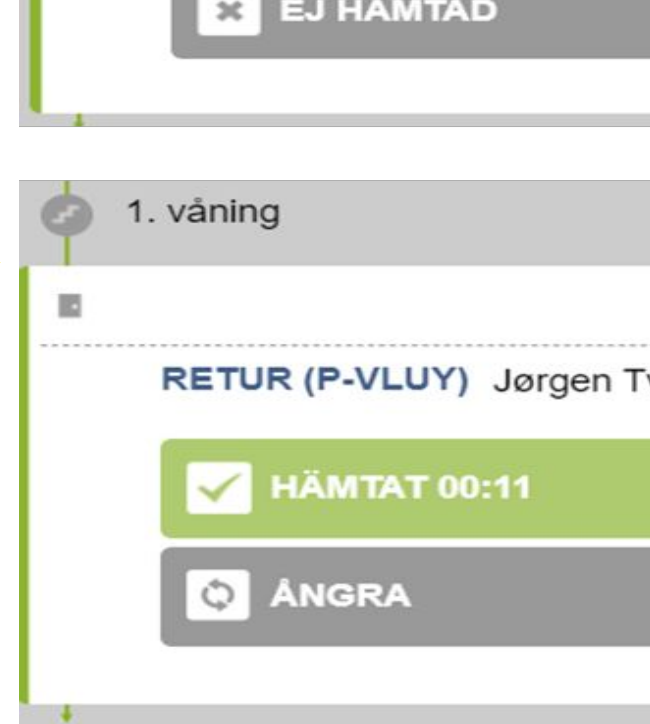 EJ HÄMTAD
1. våning
RETUR (P-VLUY) Jørgen
HÄMTAT 00:11
ÅNGRA